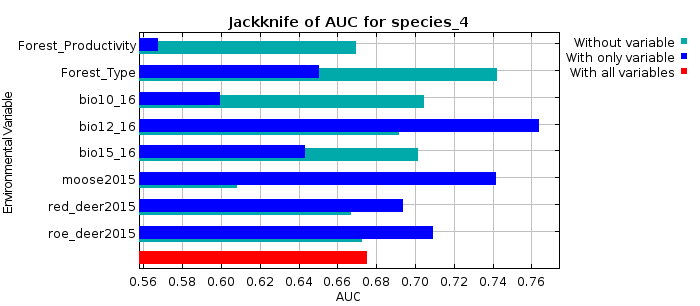 Jackknife of AUC for species_4
Forest_Productivity
Forest_Type
bio10_16
bio12_16
bio15_16
moose2015
red_deer2015
roe_deer2015
Environmental Variable
0.56 0.58 0.60 0.62 0.64 0.66 0.68 0.70 0.72 0.74 0.76
AUC
Without variable
With only variable
With all variables